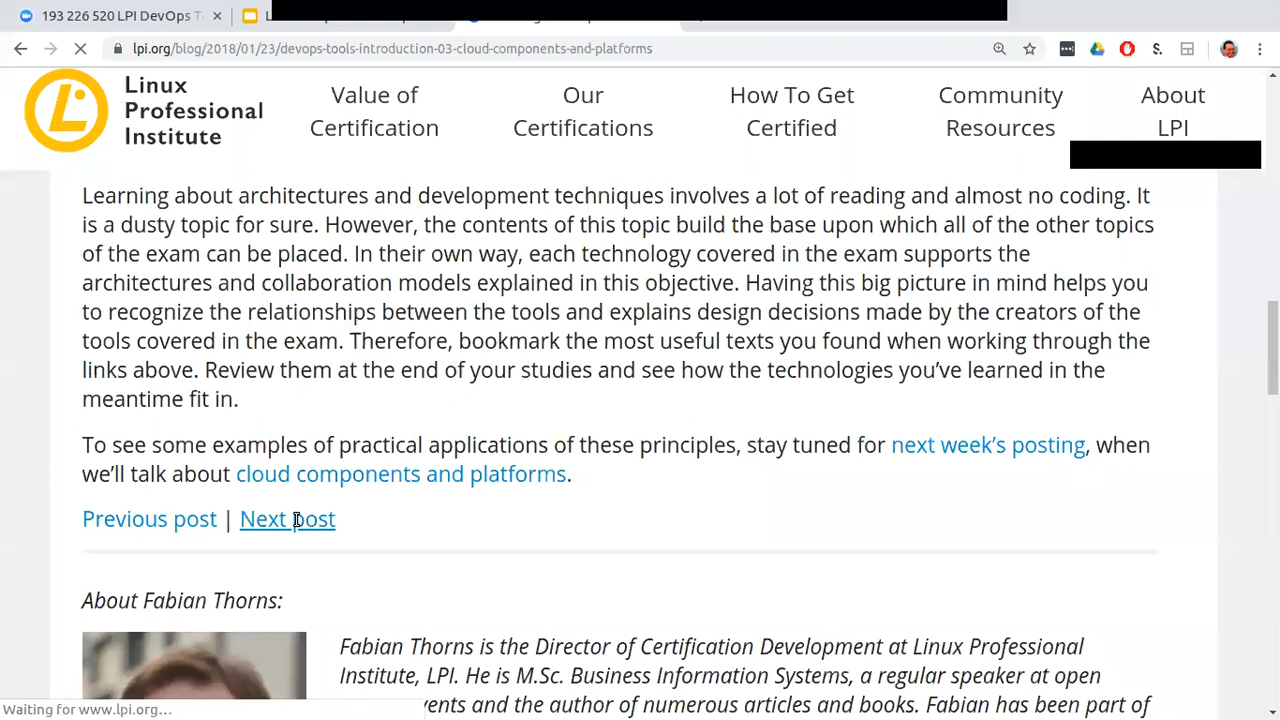 193 226 520 LPI DevOps T
L
lpi.org/blog/2018/01/23/devops-tools-introduction-03-cloud-components-and-platforms
Linux
Professional
Institute
Value of
Certification
Our
Certifications
How To Get
Certified
Community
Resources
About
LPI
Learning about architectures and development techniques involves a lot of reading and almost no coding. It
is a dusty topic for sure. However, the contents of this topic build the base upon which all of the other topics
of the exam can be placed. In their own way, each technology covered in the exam supports the
architectures and collaboration models explained in this objective. Having this big picture in mind helps you
to recognize the relationships between the tools and explains design decisions made by the creators of the
tools covered in the exam. Therefore, bookmark the most useful texts you found when working through the
links above. Review them at the end of your studies and see how the technologies you’ve learned in the
meantime fit in.
To see some examples of practical applications of these principles, stay tuned for next week’s posting, when
we’ll talk about cloud components and platforms.
Previous post | Next post
About Fabian Thorns:
Fabian Thorns is the Director of Certification Development at Linux Professional
Institute, LPI. He is M.Sc. Business Information Systems, a regular speaker at open
vents and the author of numerous articles and books. Fabian has been part of
Waiting for www.lpi.org...